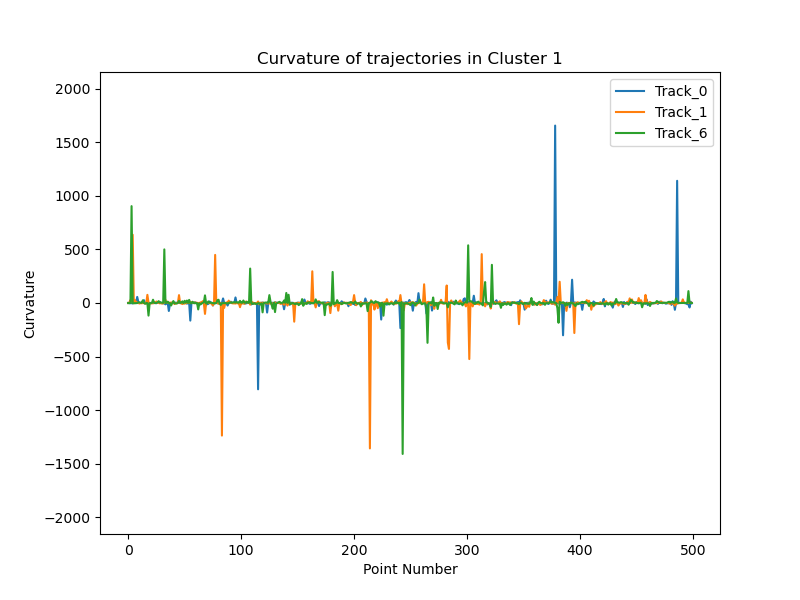 Curvature of trajectories in Cluster 1
Track_0
Track_1
Track_6
2000
1500
1000
500
0
−500
−1000
−1500
−2000
Curvature
0 100 200 300 400 500
Point Number